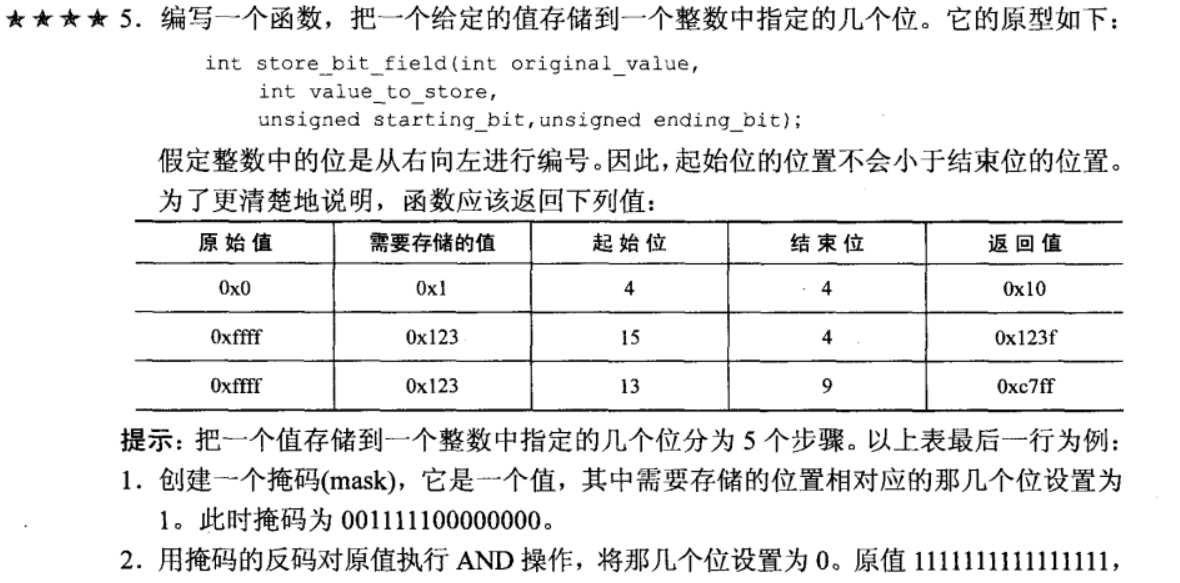 ★★★★ 5. 编写一个函数，把一个给定的值存储到一个整数中指定的几个位。它的原型如下：
int store_bit_field(int original_value,
int value_to_store,
unsigned starting_bit,unsigned ending_bit);
假定整数中的位是从右向左进行编号。因此，起始位的位置不会小于结束位的位置。
为了更清楚地说明，函数应该返回下列值：
原始值 需要存储的值 起始位 结束位 返回值
0x0 0x1 4 4 0x10
0xffff 0x123 15 4 0x123f
0xffff 0x123 13 9 0xc7ff
提示：把一个值存储到一个整数中指定的几个位分为 5 个步骤。以上表最后一行为例：
1. 创建一个掩码(mask)，它是一个值，其中需要存储的位置相对应的那几个位设置为
1。此时掩码为 001111100000000。
2. 用掩码的反码对原值执行 AND 操作，将那几个位设置为 0。原值 1111111111111111，